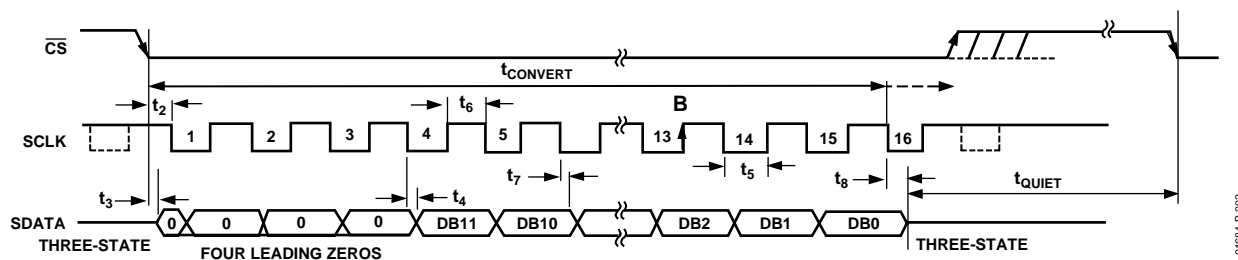 CS
tCONVERT
t2
t6
B
SCLK
1 2 3 4 5 13 14 15 16
t3
t4
t7
t5
t8
tQUIET
SDATA
0 0 0 0 DB11 DB10 DB2 DB1 DB0
THREE-STATE
FOUR LEADING ZEROS
THREE-STATE